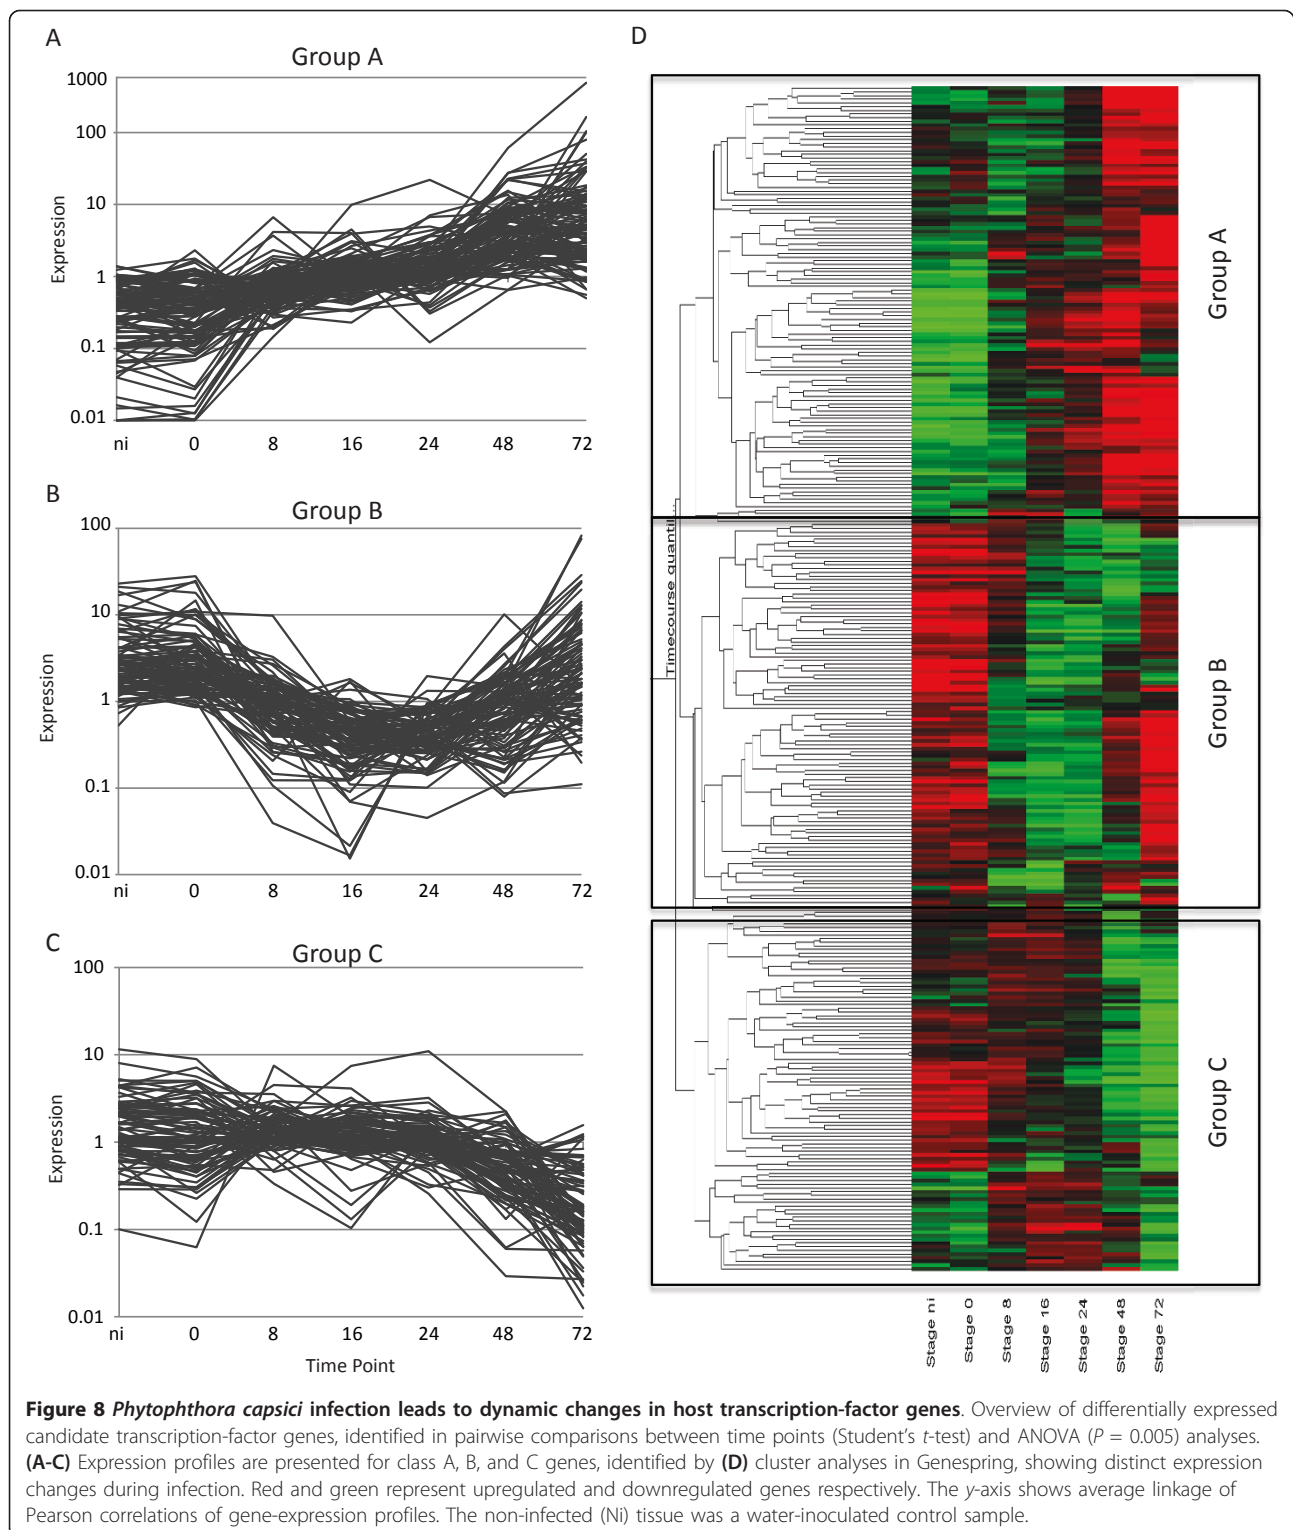 A
Group A
1000
100
10
1
0.1
0.01
Expression
ni 0 8 16 24 48 72
B
Group B
100
10
1
0.1
0.01
Expression
ni 0 8 16 24 48 72
C
Group C
100
10
1
0.1
0.01
Expression
ni 0 8 16 24 48 72
Time Point
D
Timecourse quantil...
Group A
Group B
Group C
Stage ni
Stage 0
Stage 8
Stage 16
Stage 24
Stage 48
Stage 72
Figure 8 Phytophthora capsici infection leads to dynamic changes in host transcription-factor genes. Overview of differentially expressed
candidate transcription-factor genes, identified in pairwise comparisons between time points (Student's t-test) and ANOVA (P = 0.005) analyses.
(A-C) Expression profiles are presented for class A, B, and C genes, identified by (D) cluster analyses in Genespring, showing distinct expression
changes during infection. Red and green represent upregulated and downregulated genes respectively. The y-axis shows average linkage of
Pearson correlations of gene-expression profiles. The non-infected (Ni) tissue was a water-inoculated control sample.